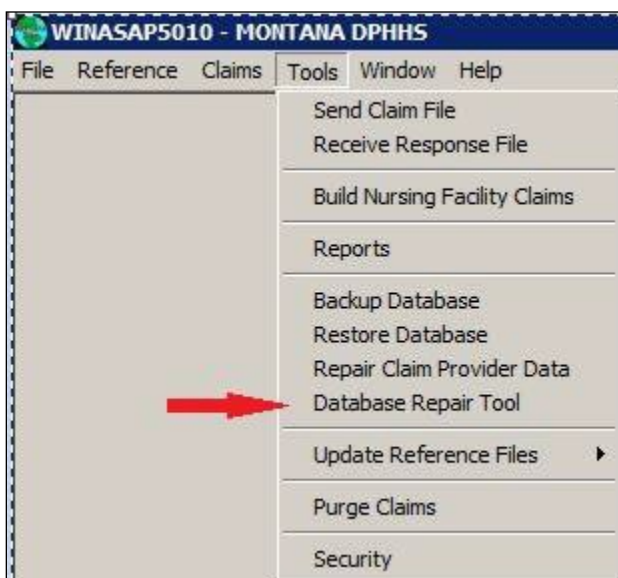 WINASAP5010 - MONTANA DPHHS
File Reference Claims Tools Window Help
Send Claim File
Receive Response File
Build Nursing Facility Claims
Reports
Backup Database
Restore Database
Repair Claim Provider Data
Database Repair Tool
Update Reference Files
Purge Claims
Security